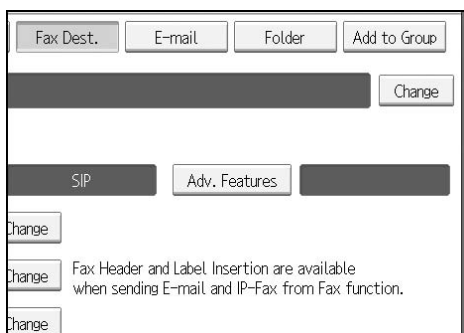 Fax Dest. E-mail Folder Add to Group
Change
SIP Adv. Features
Change
Change Fax Header and Label Insertion are available
when sending E-mail and IP-Fax from Fax function.
Change